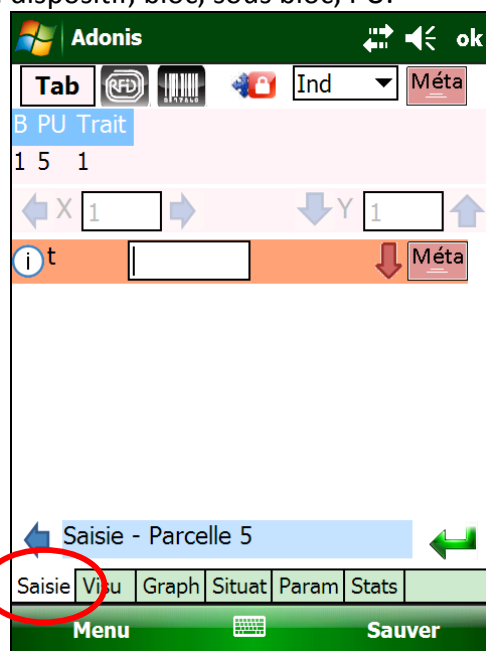 dispositif, bloc, sous bloc, PU.
Adonis ok
Tab RFID Ind Méta
B PU Trait
1 5 1
X 1 Y 1
i t Méta
Saisie - Parcelle 5
Saisie Visu Graph Situat Param Stats
Menu Sauver